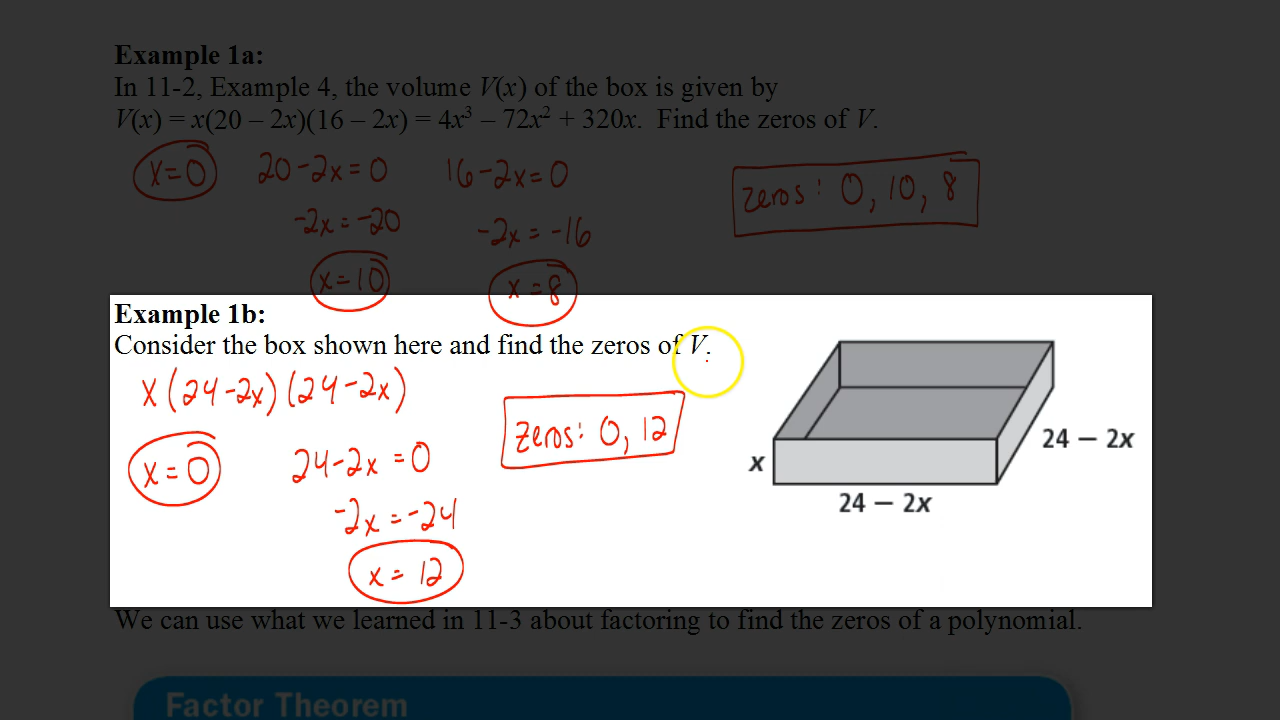 Example 1a:
In 11-2, Example 4, the volume V(x) of the box is given by
V(x) = x(20 – 2x)(16 – 2x) = 4x³ – 72x² + 320x. Find the zeros of V.
x=0 20-2x=0 16-2x=0
zeros: 0, 10, 8
-2x=-20 -2x=-16
x=10 x=8
Example 1b:
Consider the box shown here and find the zeros of V.
x(24-2x)(24-2x)
zeros: 0, 12
x=0 24-2x=0
-2x=-24
x=12
x
24 – 2x
24 – 2x
We can use what we learned in 11-3 about factoring to find the zeros of a polynomial.
Factor Theorem